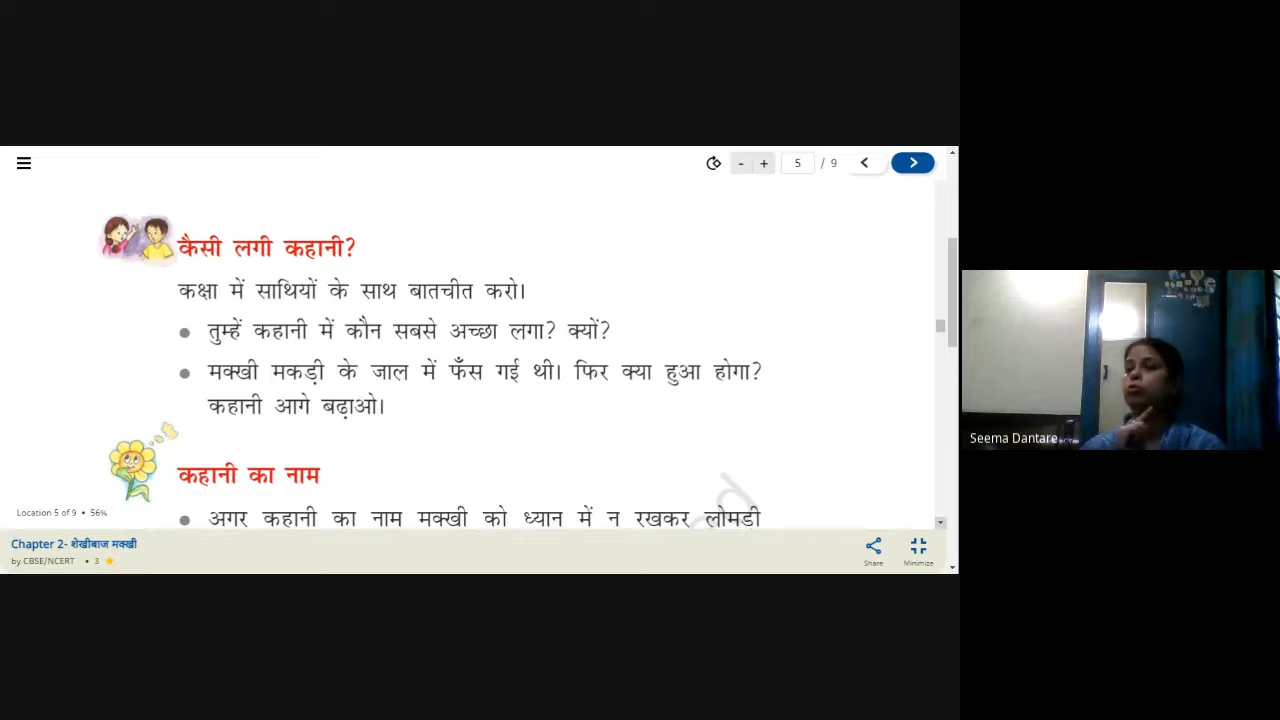 5 / 9
कैसी लगी कहानी?
कक्षा में साथियों के साथ बातचीत करो।
तुम्हें कहानी में कौन सबसे अच्छा लगा? क्यों?
मक्खी मकड़ी के जाल में फँस गई थी। फिर क्या हुआ होगा?
कहानी आगे बढ़ाओ।
कहानी का नाम
Location 5 of 9 • 56%
अगर कहानी का नाम मक्खी को ध्यान में न रखकर लोमड़ी
Chapter 2- शेखीबाज मक्खी
by CBSE/NCERT • 3
Share
Minimize
Seema Dantare